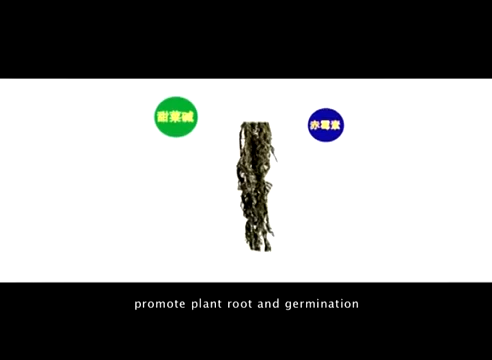 甜菜碱
赤霉素
promote plant root and germination